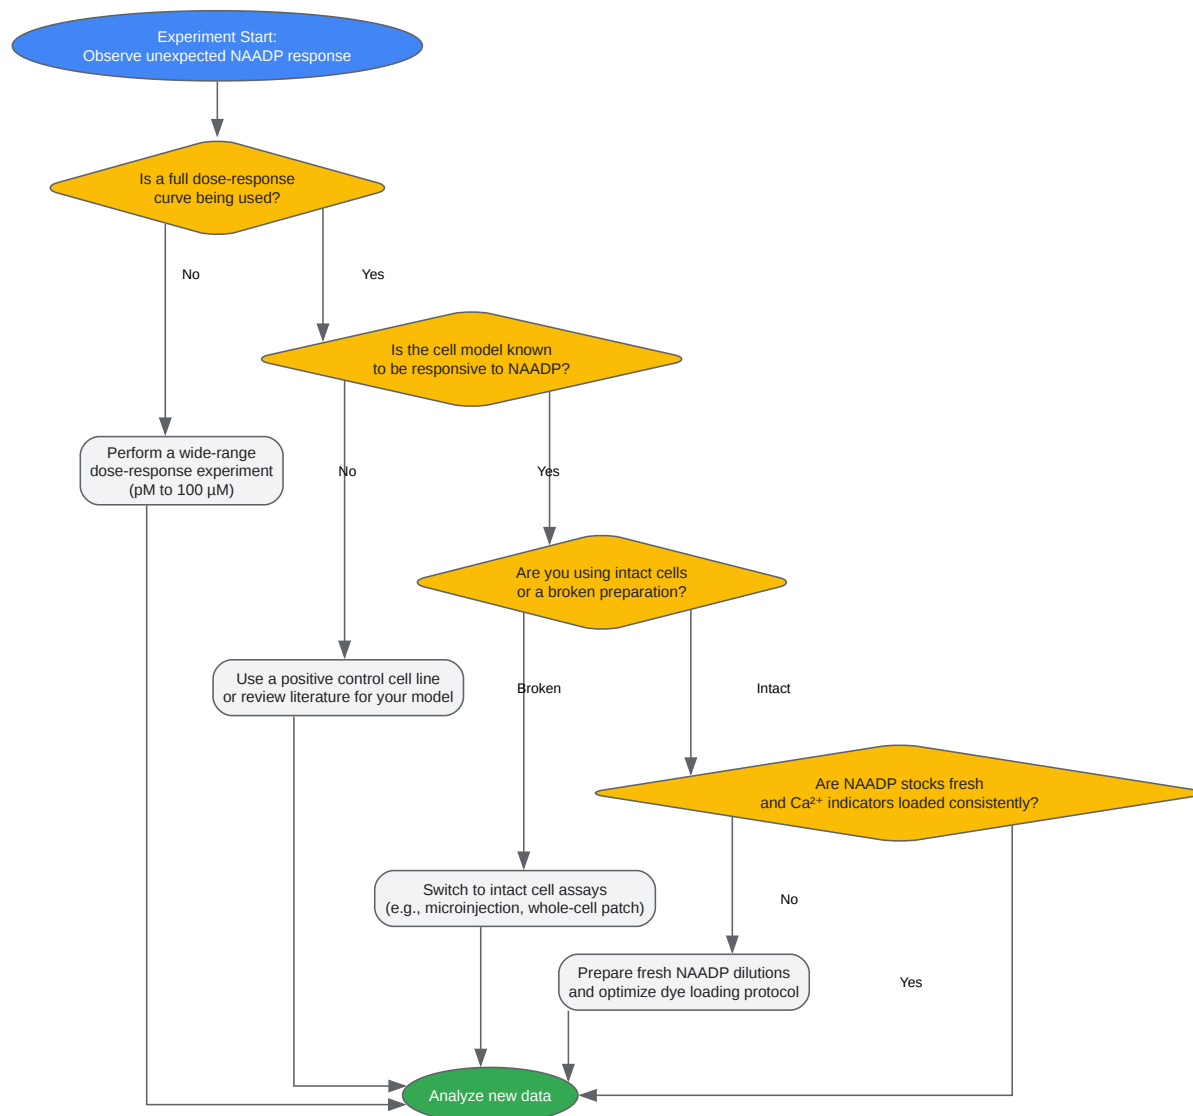 Experiment Start:
Observe unexpected NAADP response
Is a full dose-response
curve being used?
No
Yes
Is the cell model known
to be responsive to NAADP?
Perform a wide-range
dose-response experiment
(pM to 100 µM)
No
Yes
Are you using intact cells
or a broken preparation?
Use a positive control cell line
or review literature for your model
Broken
Intact
Are NAADP stocks fresh
and Ca²⁺ indicators loaded consistently?
Switch to intact cell assays
(e.g., microinjection, whole-cell patch)
No
Prepare fresh NAADP dilutions
and optimize dye loading protocol
Yes
Analyze new data